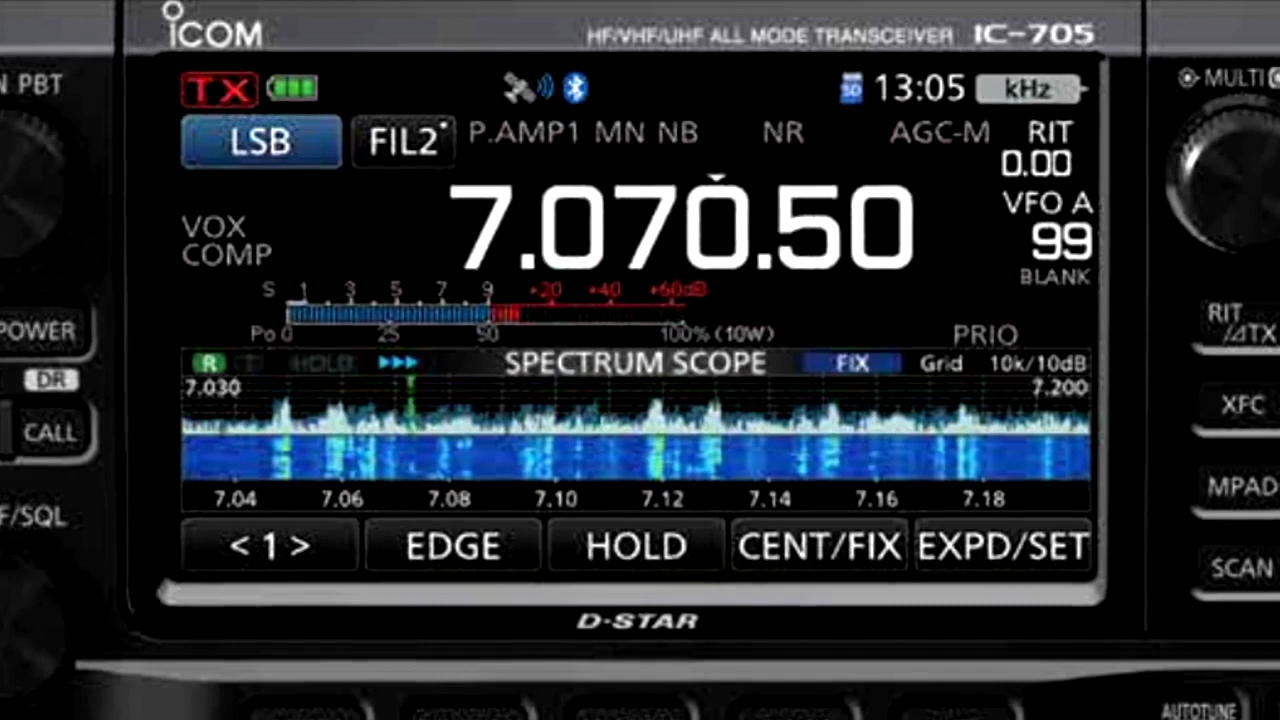 ICOM
HF/VHF/UHF ALL MODE TRANSCEIVER IC-705
N PBT
MULTI
TX
SD
13:05
kHz
LSB
FIL2
P.AMP1 MN NB NR AGC-M
RIT
0.00
7.070.50
VFO A
99
BLANK
VOX
COMP
S 1 3 5 7 9 +20 +40 +60dB
Po 0 25 50 100% (10W)
PRIO
POWER
DR
CALL
F/SQL
R T HOLD
SPECTRUM SCOPE
FIX
Grid 10k/10dB
7.030
7.200
7.04 7.06 7.08 7.10 7.12 7.14 7.16 7.18
< 1 >
EDGE
HOLD
CENT/FIX
EXPD/SET
RIT
/⊿TX
XFC
MPAD
SCAN
D-STAR
AUTOTUNE